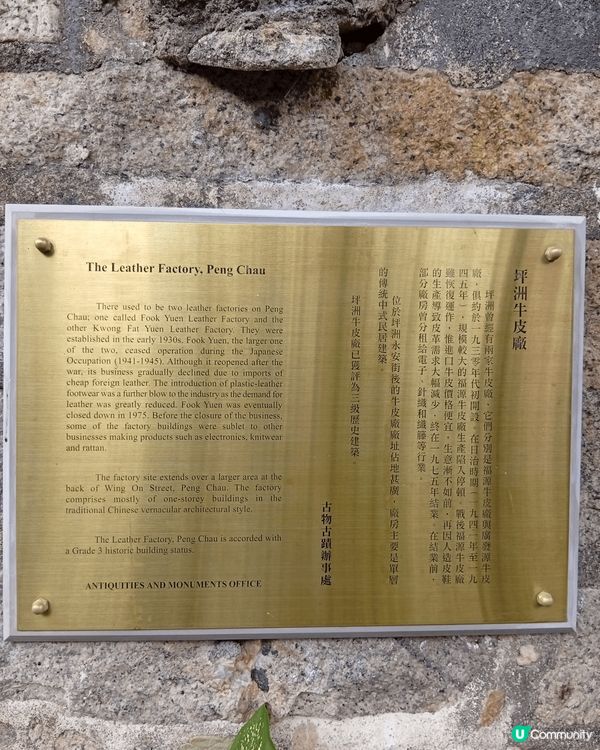 The Leather Factory, Peng Chau
There used to be two leather factories on Peng
Chau; one called Fook Yuen Leather Factory and the
other Kwong Fat Yuen Leather Factory. They were
established in the early 1930s. Fook Yuen, the larger one
of the two, ceased operation during the Japanese
Occupation (1941-1945). Although it reopened after the
war, its business gradually declined due to imports of
cheap foreign leather. The introduction of plastic-leather
footwear was a further blow to the industry as the demand for
leather was greatly reduced. Fook Yuen was eventually
closed down in 1975. Before the closure of the business,
some of the factory buildings were sublet to other
businesses making products such as electronics, knitwear
and rattan.
The factory site extends over a larger area at the
back of Wing On Street, Peng Chau. The factory
comprises mostly of one-storey buildings in the
traditional Chinese vernacular architectural style.
The Leather Factory, Peng Chau is accorded with
a Grade 3 historic building status.
ANTIQUITIES AND MONUMENTS OFFICE
坪洲牛皮廠
坪洲曾經有兩家牛皮廠，它們分別是福源牛皮廠與廣發源牛皮
廠，俱約於一九三零年代初開設。在日治時期（一九四一年至一九
四五年），規模較大的福源牛皮廠生產陷入停頓。戰後福源牛皮廠
雖恢復運作，惟進口牛皮價格便宜，生意漸不如前，再因人造皮鞋
的生產導致皮革需求大幅減少，終在一九七五年結業。在結業前，
部分廠房曾分租給電子、針織和織籐等行業。
位於坪洲永安街後的牛皮廠廠址佔地甚廣，廠房主要是單層
的傳統中式民居建築。
坪洲牛皮廠已獲評為三級歷史建築。
古物古蹟辦事處
U Community